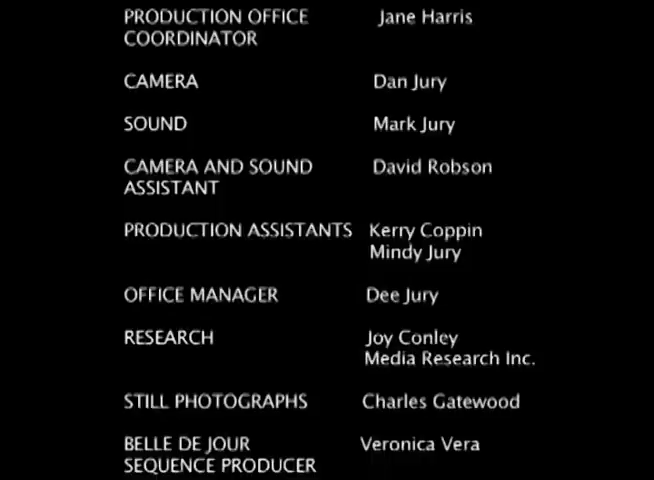 PRODUCTION OFFICE Jane Harris
COORDINATOR
CAMERA Dan Jury
SOUND Mark Jury
CAMERA AND SOUND David Robson
ASSISTANT
PRODUCTION ASSISTANTS Kerry Coppin
Mindy Jury
OFFICE MANAGER Dee Jury
RESEARCH Joy Conley
Media Research Inc.
STILL PHOTOGRAPHS Charles Gatewood
BELLE DE JOUR Veronica Vera
SEQUENCE PRODUCER